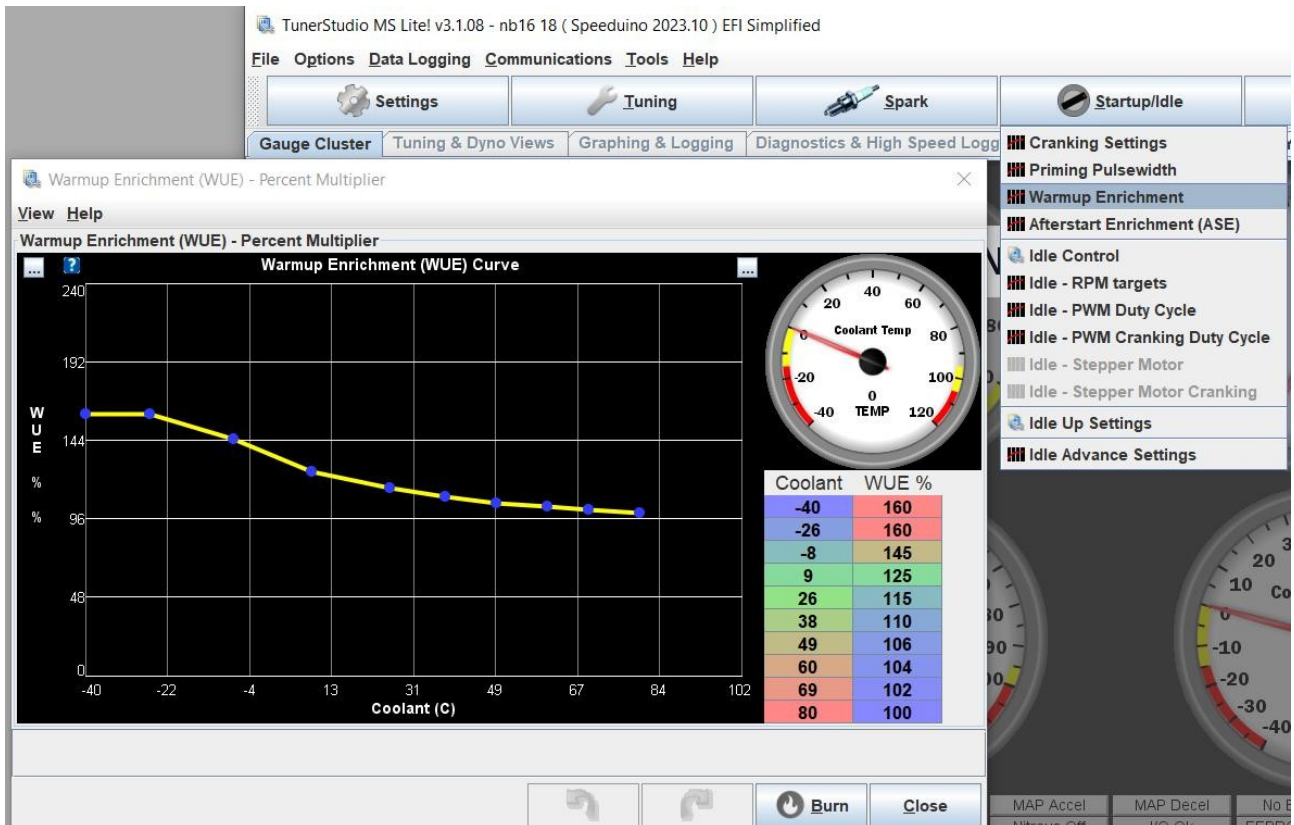 TunerStudio MS Lite! v3.1.08 - nb16 18 ( Speeduino 2023.10 ) EFI Simplified
File Options Data Logging Communications Tools Help
Settings Tuning Spark Startup/Idle
Gauge Cluster Tuning & Dyno Views Graphing & Logging Diagnostics & High Speed Logg
Cranking Settings
Priming Pulsewidth
Warmup Enrichment
Afterstart Enrichment (ASE)
Idle Control
Idle - RPM targets
Idle - PWM Duty Cycle
Idle - PWM Cranking Duty Cycle
Idle - Stepper Motor
Idle - Stepper Motor Cranking
Idle Up Settings
Idle Advance Settings
Warmup Enrichment (WUE) - Percent Multiplier
View Help
Warmup Enrichment (WUE) - Percent Multiplier
... ? Warmup Enrichment (WUE) Curve ...
240
192
144
96
48
0
WUE % %
-40 -22 -4 13 31 49 67 84 102
Coolant (C)
-40 -20 0 20 40 60 80 100 120
Coolant Temp
0
TEMP
Coolant WUE %
-40 160
-26 160
-8 145
9 125
26 115
38 110
49 106
60 104
69 102
80 100
Burn Close
20
10
0
-10
-20
-30
-40
MAP Accel MAP Decel